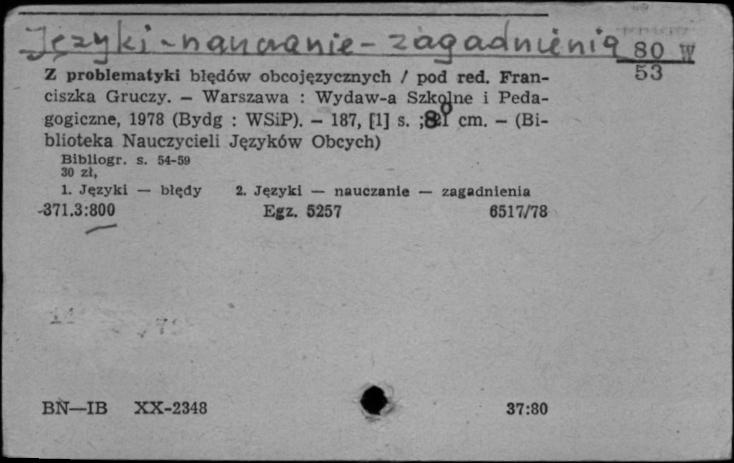 Języki - nauczanie - zagadnienia 80 W
53
Z problematyki błędów obcojęzycznych / pod red. Fran-
ciszka Gruczy. — Warszawa : Wydaw-a Szkolne i Peda-
gogiczne, 1978 (Bydg : WSiP). — 187, [1] s. ; 8° cm. — (Bi-
blioteka Nauczycieli Języków Obcych)
Bibliogr. s. 54-59
30 zł,
1. Języki — błędy 2. Języki — nauczanie — zagadnienia
-371.3:800 Egz. 5257 6517/78
BN—IB XX-2348 37:80